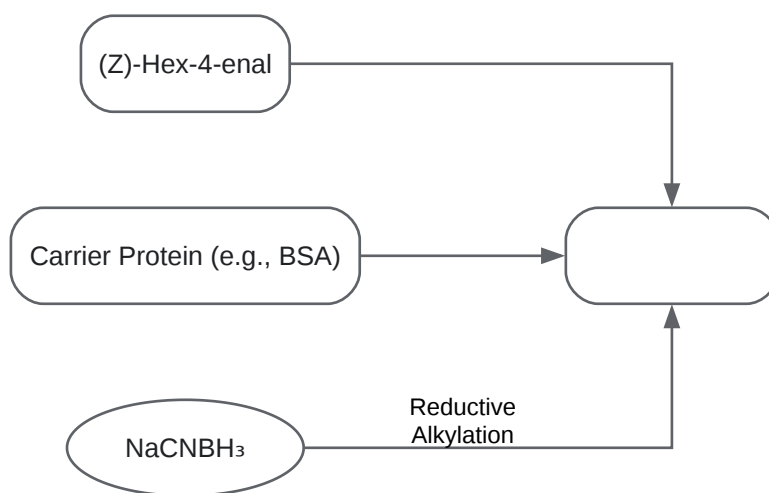 (Z)-Hex-4-enal
Carrier Protein (e.g., BSA)
Reductive
Alkylation
NaCNBH₃